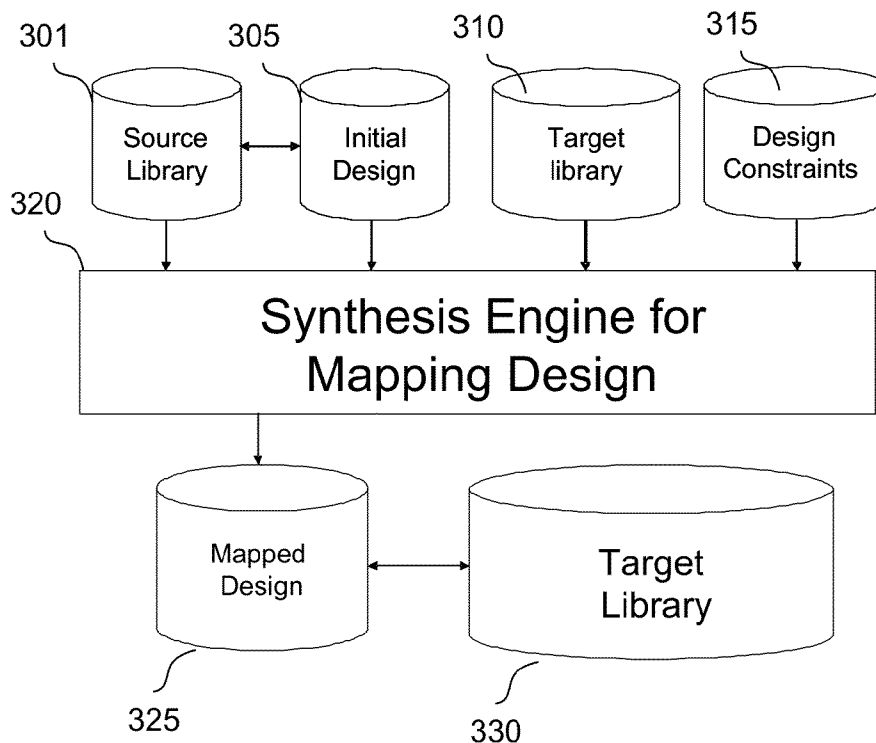 301
305
310
315
Source
Library
Initial
Design
Target
library
Design
Constraints
320
Synthesis Engine for
Mapping Design
Mapped
Design
Target
Library
325
330